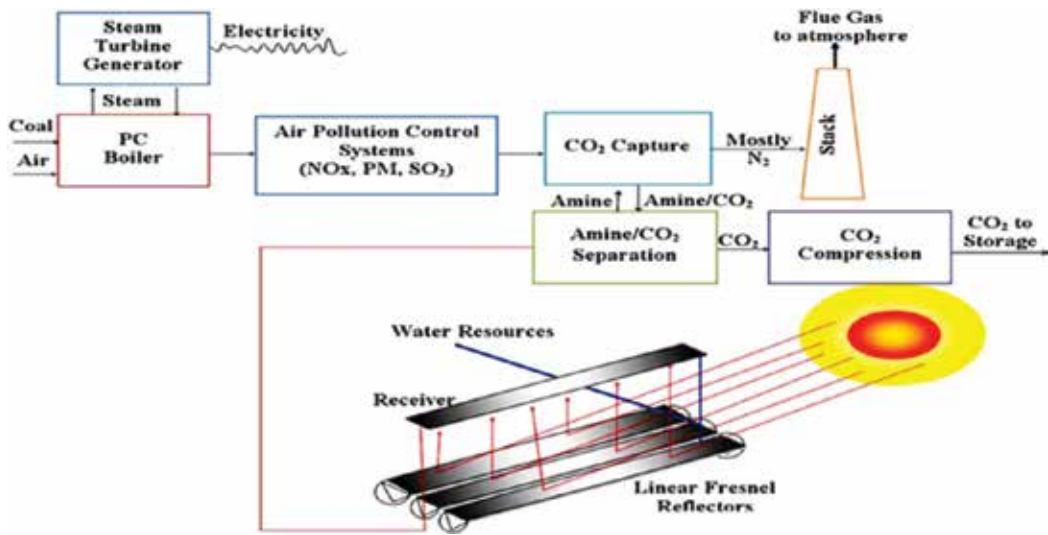 Steam
Turbine
Generator
Electricity
Flue Gas
to atmosphere
Steam
Coal
Air
PC
Boiler
Air Pollution Control
Systems
(NOx, PM, SO₂)
CO₂ Capture
Mostly
N₂
Stack
Amine
Amine/CO₂
Amine/CO₂
Separation
CO₂
CO₂
Compression
CO₂ to
Storage
Water Resources
Receiver
Linear Fresnel
Reflectors